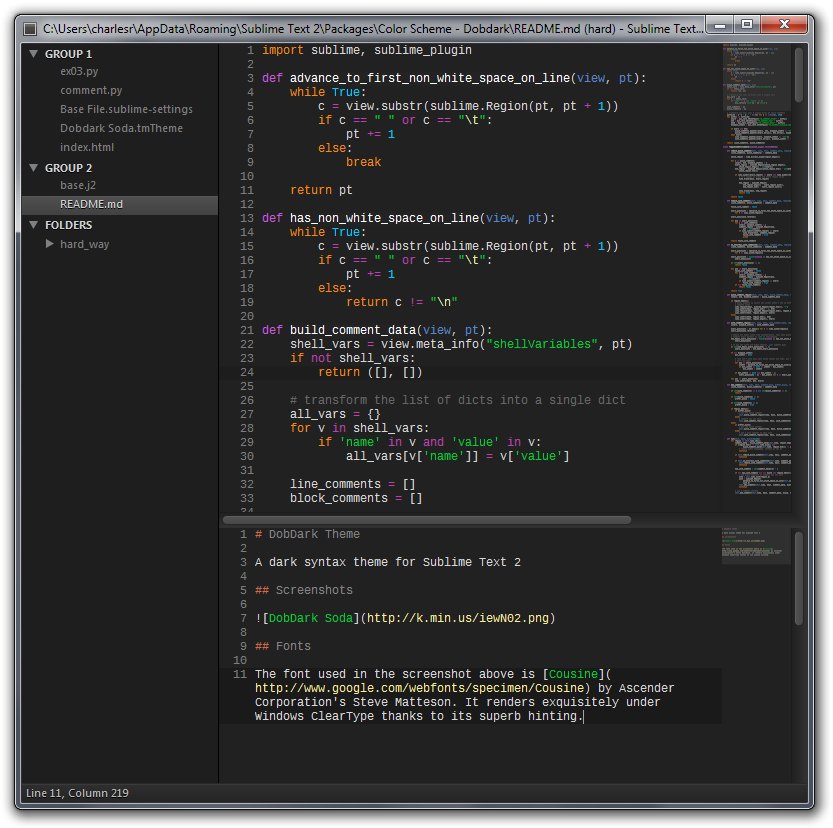 C:\Users\charlesr\AppData\Roaming\Sublime Text 2\Packages\Color Scheme - Dobdark\README.md (hard) - Sublime Text...
GROUP 1
ex03.py
comment.py
Base File.sublime-settings
Dobdark Soda.tmTheme
index.html
GROUP 2
base.j2
README.md
FOLDERS
hard_way
1 import sublime, sublime_plugin
2
3 def advance_to_first_non_white_space_on_line(view, pt):
4     while True:
5         c = view.substr(sublime.Region(pt, pt + 1))
6         if c == " " or c == "\t":
7             pt += 1
8         else:
9             break
10
11     return pt
12
13 def has_non_white_space_on_line(view, pt):
14     while True:
15         c = view.substr(sublime.Region(pt, pt + 1))
16         if c == " " or c == "\t":
17             pt += 1
18         else:
19             return c != "\n"
20
21 def build_comment_data(view, pt):
22     shell_vars = view.meta_info("shellVariables", pt)
23     if not shell_vars:
24         return ([], [])
25
26     # transform the list of dicts into a single dict
27     all_vars = {}
28     for v in shell_vars:
29         if 'name' in v and 'value' in v:
30             all_vars[v['name']] = v['value']
31
32     line_comments = []
33     block_comments = []
34
1 # DobDark Theme
2
3 A dark syntax theme for Sublime Text 2
4
5 ## Screenshots
6
7 ![DobDark Soda](http://k.min.us/iewN02.png)
8
9 ## Fonts
10
11 The font used in the screenshot above is [Cousine](
http://www.google.com/webfonts/specimen/Cousine) by Ascender
Corporation's Steve Matteson. It renders exquisitely under
Windows ClearType thanks to its superb hinting.
Line 11, Column 219